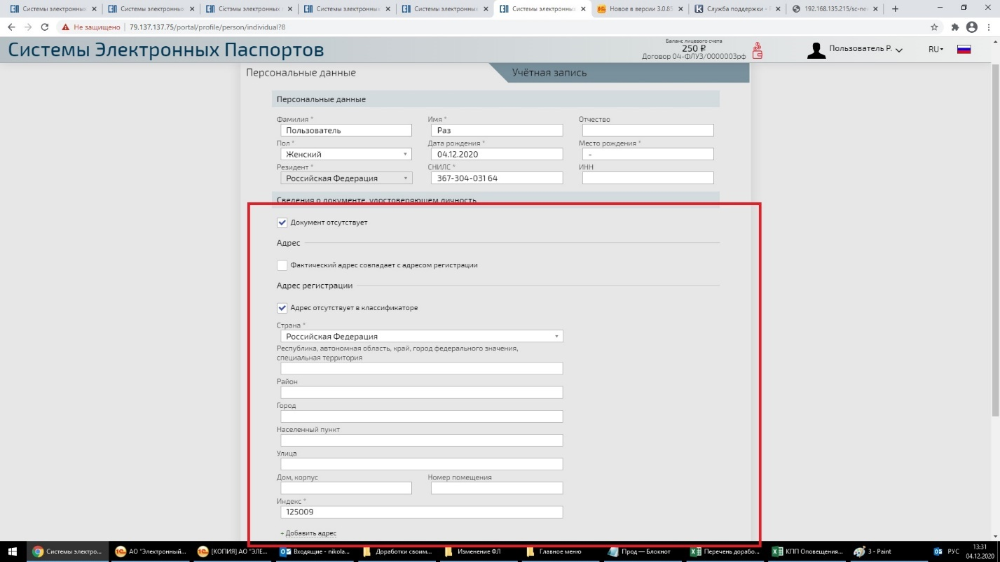 Системы электронных
Системы электронных
Сістэмы электронных п
Системы электронных
Системы электронных
Системы электронных
Новое в версии 3.0.85
Служба поддержки -
192.168.135.215/sc-ne
Не защищено
79.137.137.75/portal/profile/person/individual?8
Системы Электронных Паспортов
Баланс лицевого счета
250 ₽
Договор 04-ФЛУЗ/0000003рф
Пользователь Р.
RU
Персональные данные
Учётная запись
Персональные данные
Фамилия * Имя * Отчество
Пользователь Раз
Пол * Дата рождения * Место рождения *
Женский 04.12.2020 -
Резидент * СНИЛС * ИНН
Российская Федерация 367-304-031 64
Сведения о документе, удостоверяющем личность
Документ отсутствует
Адрес
Фактический адрес совпадает с адресом регистрации
Адрес регистрации
Адрес отсутствует в классификаторе
Страна *
Российская Федерация
Республика, автономная область, край, город федерального значения,
специальная территория
Район
Город
Населенный пункт
Улица
Дом, корпус Номер помещения
Индекс *
125009
+ Добавить адрес
Системы электро...
АО "Электронный...
[КОПИЯ] АО "ЭЛЕ...
Входящие - nikola...
Доработки своим...
Изменение ФЛ
Главное меню
Прод — Блокнот
Перечень дорабо...
КПП Оповещения...
3 - Paint
РУС
13:31
04.12.2020